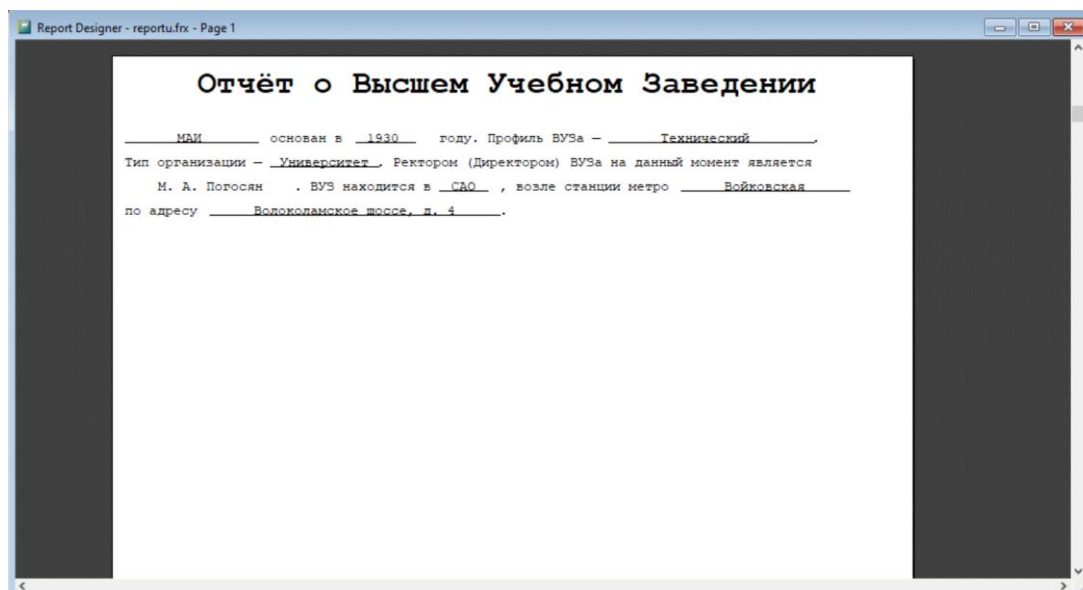 Report Designer - reportu.frx - Page 1
Отчёт о Высшем Учебном Заведении
МАИ основан в 1930 году. Профиль ВУЗа — Технический,
Тип организации — Университет, Ректором (Директором) ВУЗа на данный момент является
М. А. Погосян . ВУЗ находится в САО , возле станции метро Войковская
по адресу Волоколамское шоссе, д. 4 .